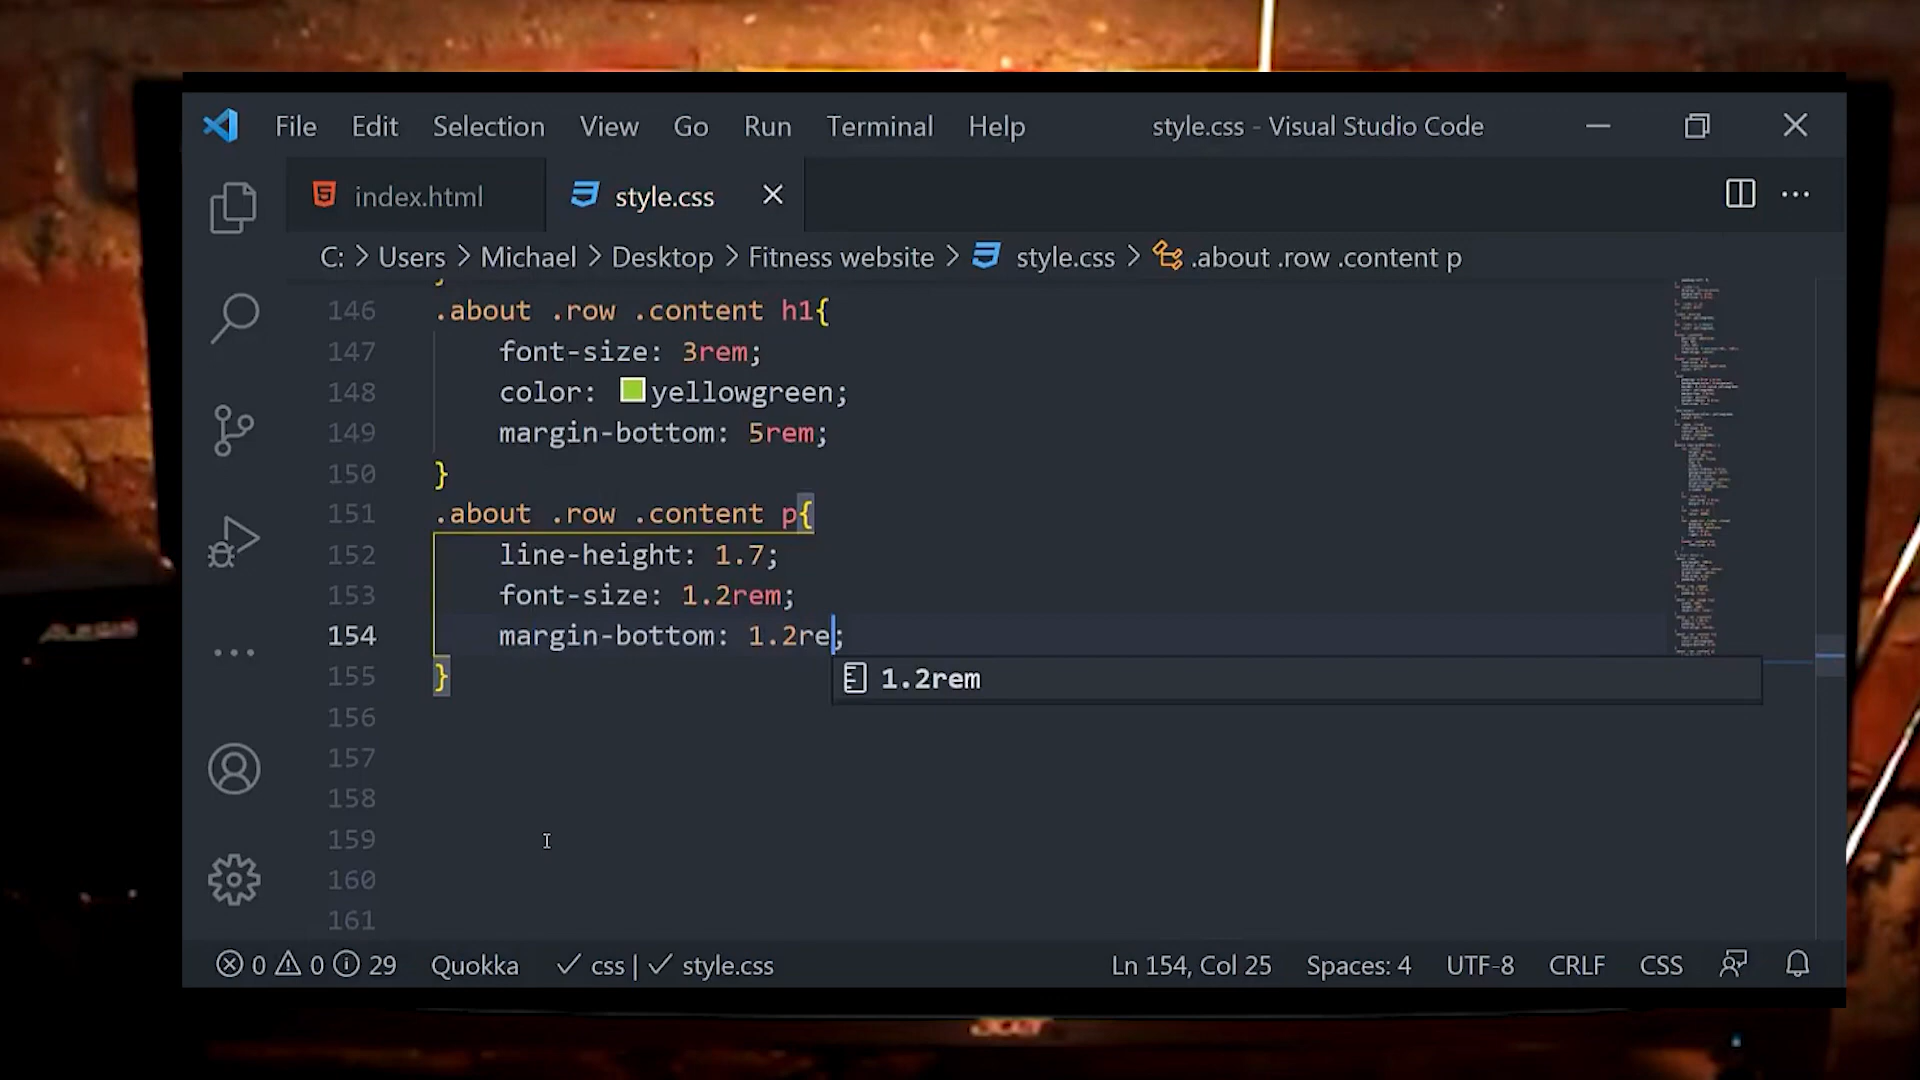 File Edit Selection View Go Run Terminal Help style.css - Visual Studio Code
index.html style.css
C: > Users > Michael > Desktop > Fitness website > style.css > .about .row .content p
146 .about .row .content h1{
147 font-size: 3rem;
148 color: yellowgreen;
149 margin-bottom: 5rem;
150 }
151 .about .row .content p{
152 line-height: 1.7;
153 font-size: 1.2rem;
154 margin-bottom: 1.2re;
155 }
1.2rem
156
157
158
159
160
161
0 0 29 Quokka css | style.css Ln 154, Col 25 Spaces: 4 UTF-8 CRLF CSS
acer